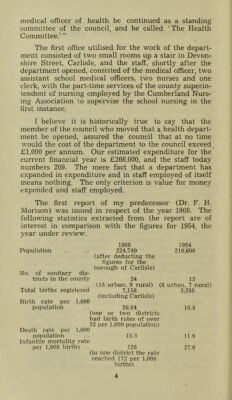 medical officer of health be continued as a standing
committee of the council, and be called ‘The Health
Committee.’”
The first office utilised for the work of the depart-
ment consisted of two small rooms up a stair in Devon-
shire Street, Carlisle, and the staff, shortly after the
department opened, consisted of the medical officer, two
assistant school medical officers, two nurses and one
clerk, with the part-time services of the county superin-
tendent of nursing employed by the Cumberland Nurs-
ing Association to supervise the school nursing in the
first instance.
I believe it is historically true to say that the
member of the council who moved that a health depart-
ment be opened, assured the council that at no time
would the cost of the department to the council exceed
£1,000 per annum. Our estimated expenditure for the
current financial year is £266,000, and the staff today
numbers 269. The mere fact that a department has
expanded in expenditure and in staff employed of itself
means nothing. The only criterion is value for money
expended and staff employed.
The first report of my predecessor (Dr. F. H.
Morison) was issued in respect of the year 1908. The
following statistics extracted from the report are of
interest in comparison with the figures for 1954, the
year under review.
1908 1954
Population ... ... 224,749 216,600
(after deducting the
figures for the
borough of Carlisle)
No. of sanitary dis-
tricts in the county 24 13
(15 urban, 9 rural) (6 urban, 7 rural)
Total births registered 7,158 3,355
(including Carlisle)
Birth rate per 1,000
population 26.04 16.4
(one or two districts
had birth rates of over
32 per 1,000 population)
Death rate per 1,000
population 15.3 11.9
Infantile mortality rate
per 1,000 births ... 126 27.6
(in one district the rate
reached 172 per 1,000
births)
4